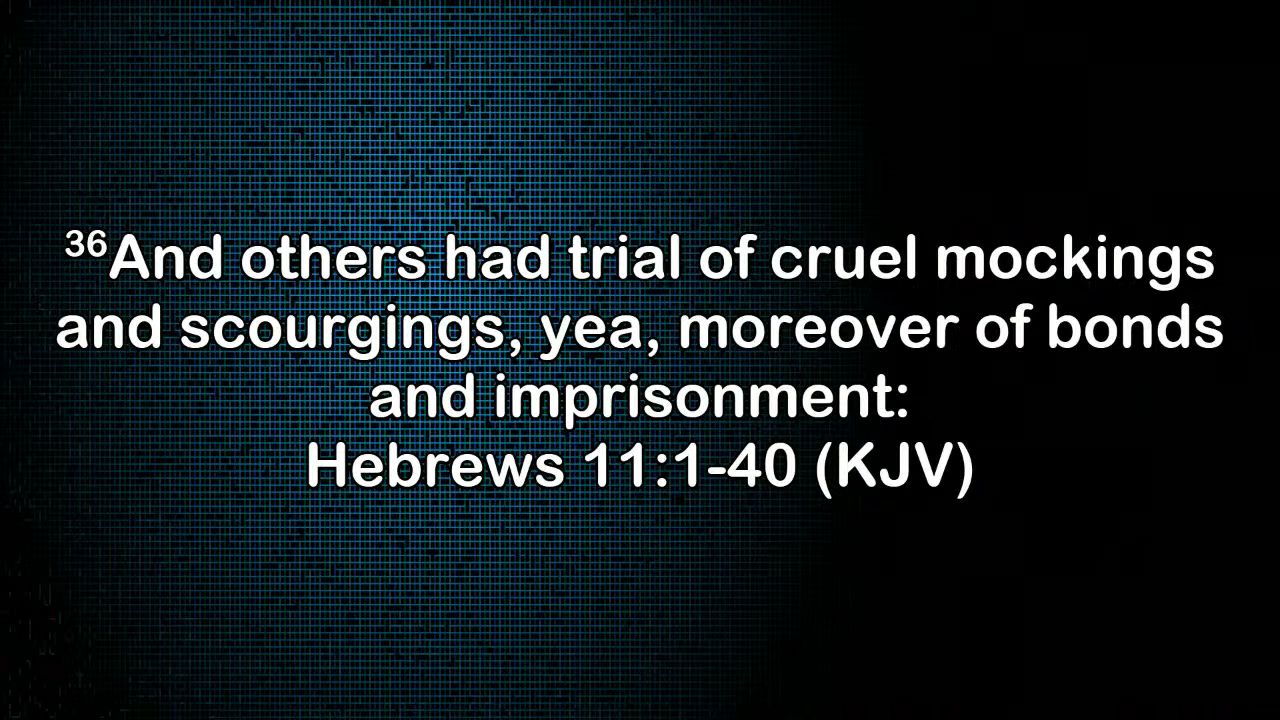 ³⁶And others had trial of cruel mockings
and scourgings, yea, moreover of bonds
and imprisonment:
Hebrews 11:1-40 (KJV)